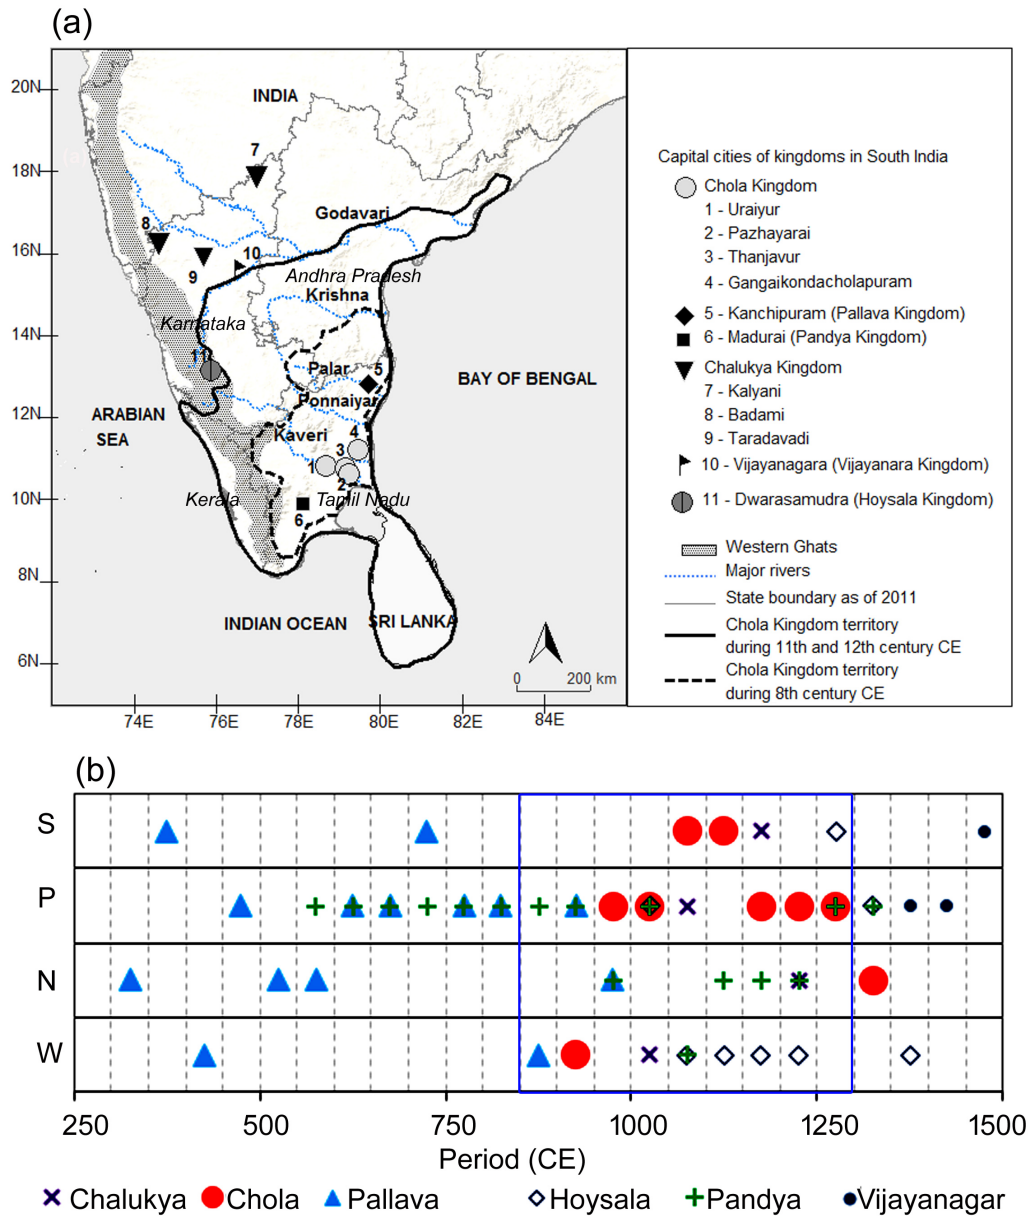 (a)
20N
18N
16N
14N
12N
10N
8N
6N
74E
76E
78E
80E
82E
84E
INDIA
7
Godavari
8
9
10
Andhra Pradesh
Krishna
Karnataka
11
Palar
5
Ponnaiyar
BAY OF BENGAL
ARABIAN
SEA
Kaveri
4
3
1
2
Kerala
Tamil Nadu
6
INDIAN OCEAN
SRI LANKA
0
200 km
Capital cities of kingdoms in South India
Chola Kingdom
1 - Uraiyur
2 - Pazhayarai
3 - Thanjavur
4 - Gangaikondacholapuram
5 - Kanchipuram (Pallava Kingdom)
6 - Madurai (Pandya Kingdom)
Chalukya Kingdom
7 - Kalyani
8 - Badami
9 - Taradavadi
10 - Vijayanagara (Vijayanara Kingdom)
11 - Dwarasamudra (Hoysala Kingdom)
Western Ghats
Major rivers
State boundary as of 2011
Chola Kingdom territory
during 11th and 12th century CE
Chola Kingdom territory
during 8th century CE
(b)
S
P
N
W
250
500
750
1000
1250
1500
Period (CE)
Chalukya
Chola
Pallava
Hoysala
Pandya
Vijayanagar